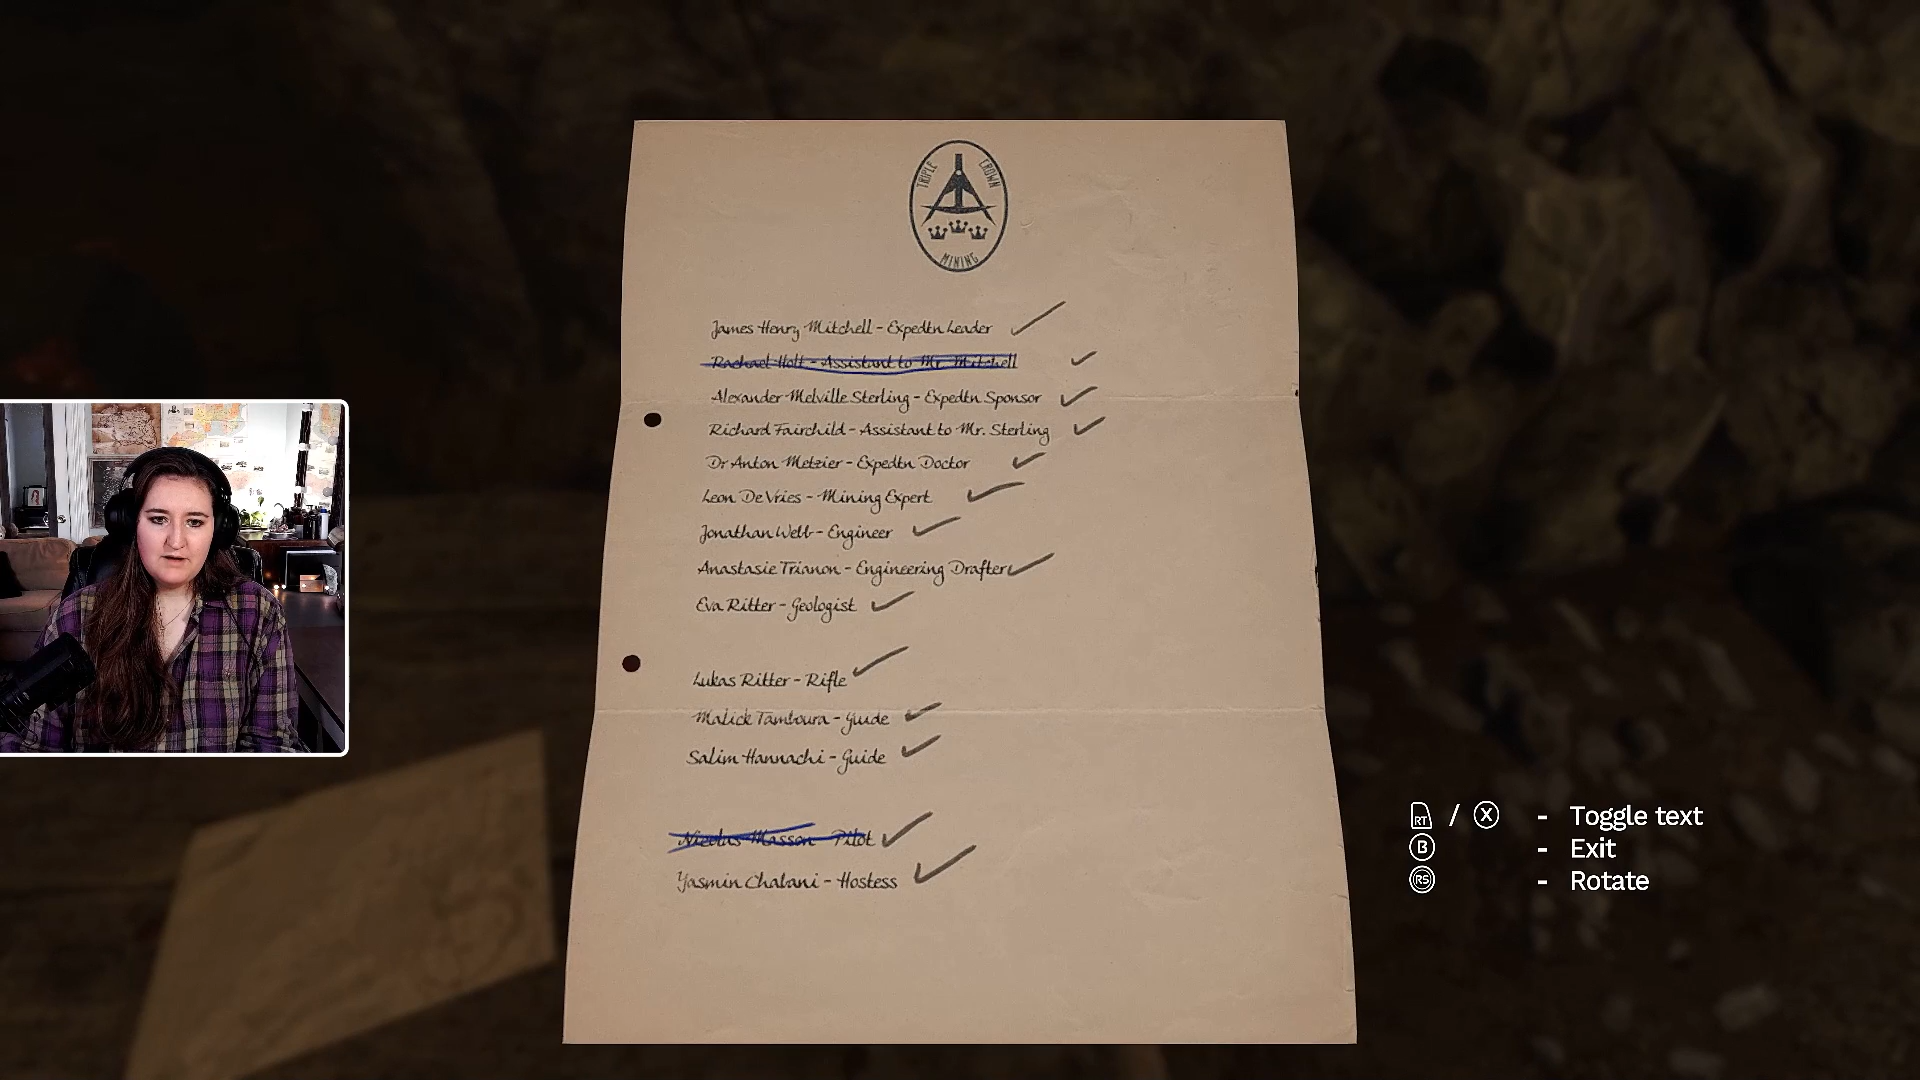 TRIPLE CROWN
MINING
James Henry Mitchell - Expedtn Leader
Rachael Holt - Assistant to Mr. Mitchell
Alexander Melville Sterling - Expedtn Sponsor
Richard Fairchild - Assistant to Mr. Sterling
Dr Anton Metzier - Expedtn Doctor
Leon De Vries - Mining Expert
Jonathan Webb - Engineer
Anastasie Trianon - Engineering Drafter
Eva Ritter - Geologist
Lukas Ritter - Rifle
Malick Tamboura - Guide
Salim Hannachi - Guide
Nicolas Masson - Pilot
Yasmin Chabani - Hostess
RT / X - Toggle text
B - Exit
RS - Rotate